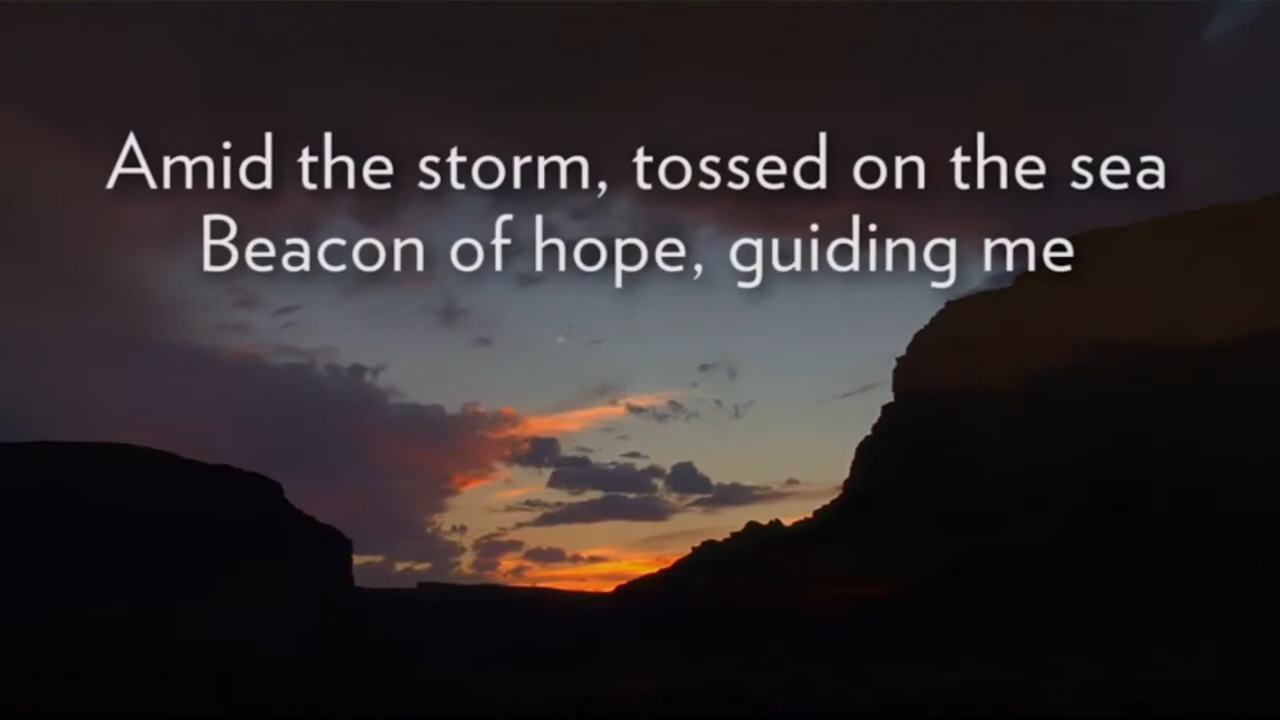 Amid the storm, tossed on the sea
Beacon of hope, guiding me